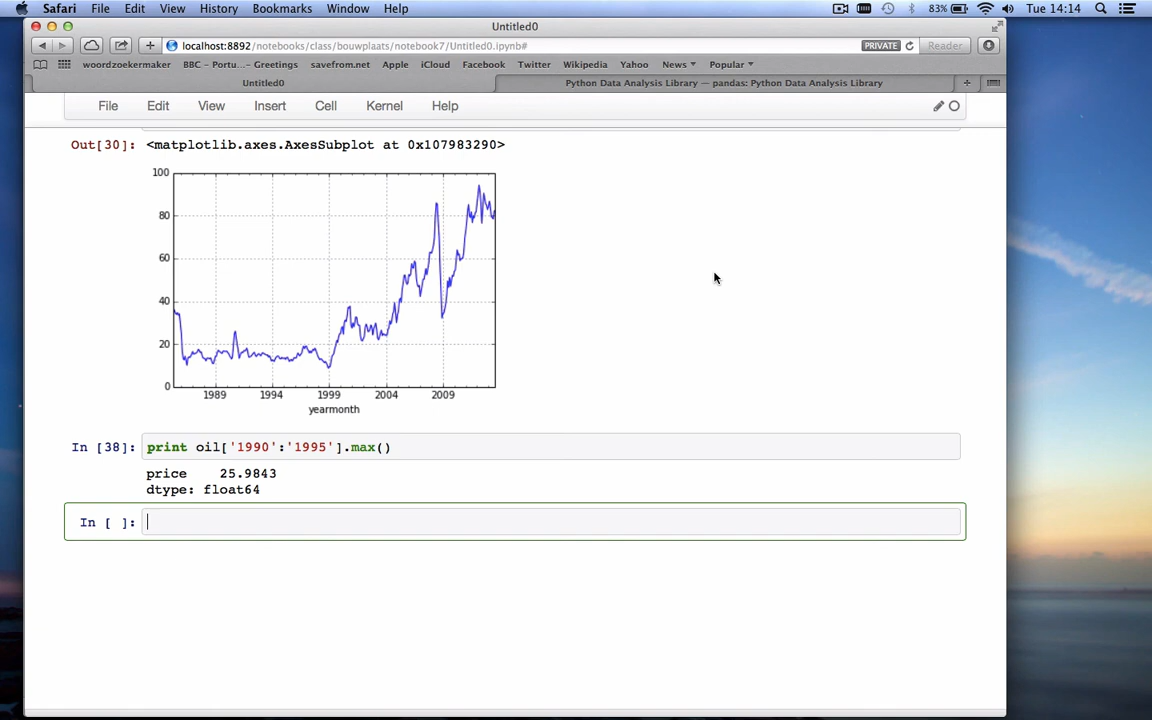 Safari File Edit View History Bookmarks Window Help 83% Tue 14:14
Untitled0
localhost:8892/notebooks/class/bouwplaats/notebook7/Untitled0.ipynb# PRIVATE Reader
woordzoekermaker BBC – Portu...– Greetings savefrom.net Apple iCloud Facebook Twitter Wikipedia Yahoo News Popular
Untitled0 Python Data Analysis Library — pandas: Python Data Analysis Library
File Edit View Insert Cell Kernel Help
Out[30]: <matplotlib.axes.AxesSubplot at 0x107983290>
100
80
60
40
20
0
1989 1994 1999 2004 2009
yearmonth
In [38]: print oil['1990':'1995'].max()
price 25.9843
dtype: float64
In [ ]: